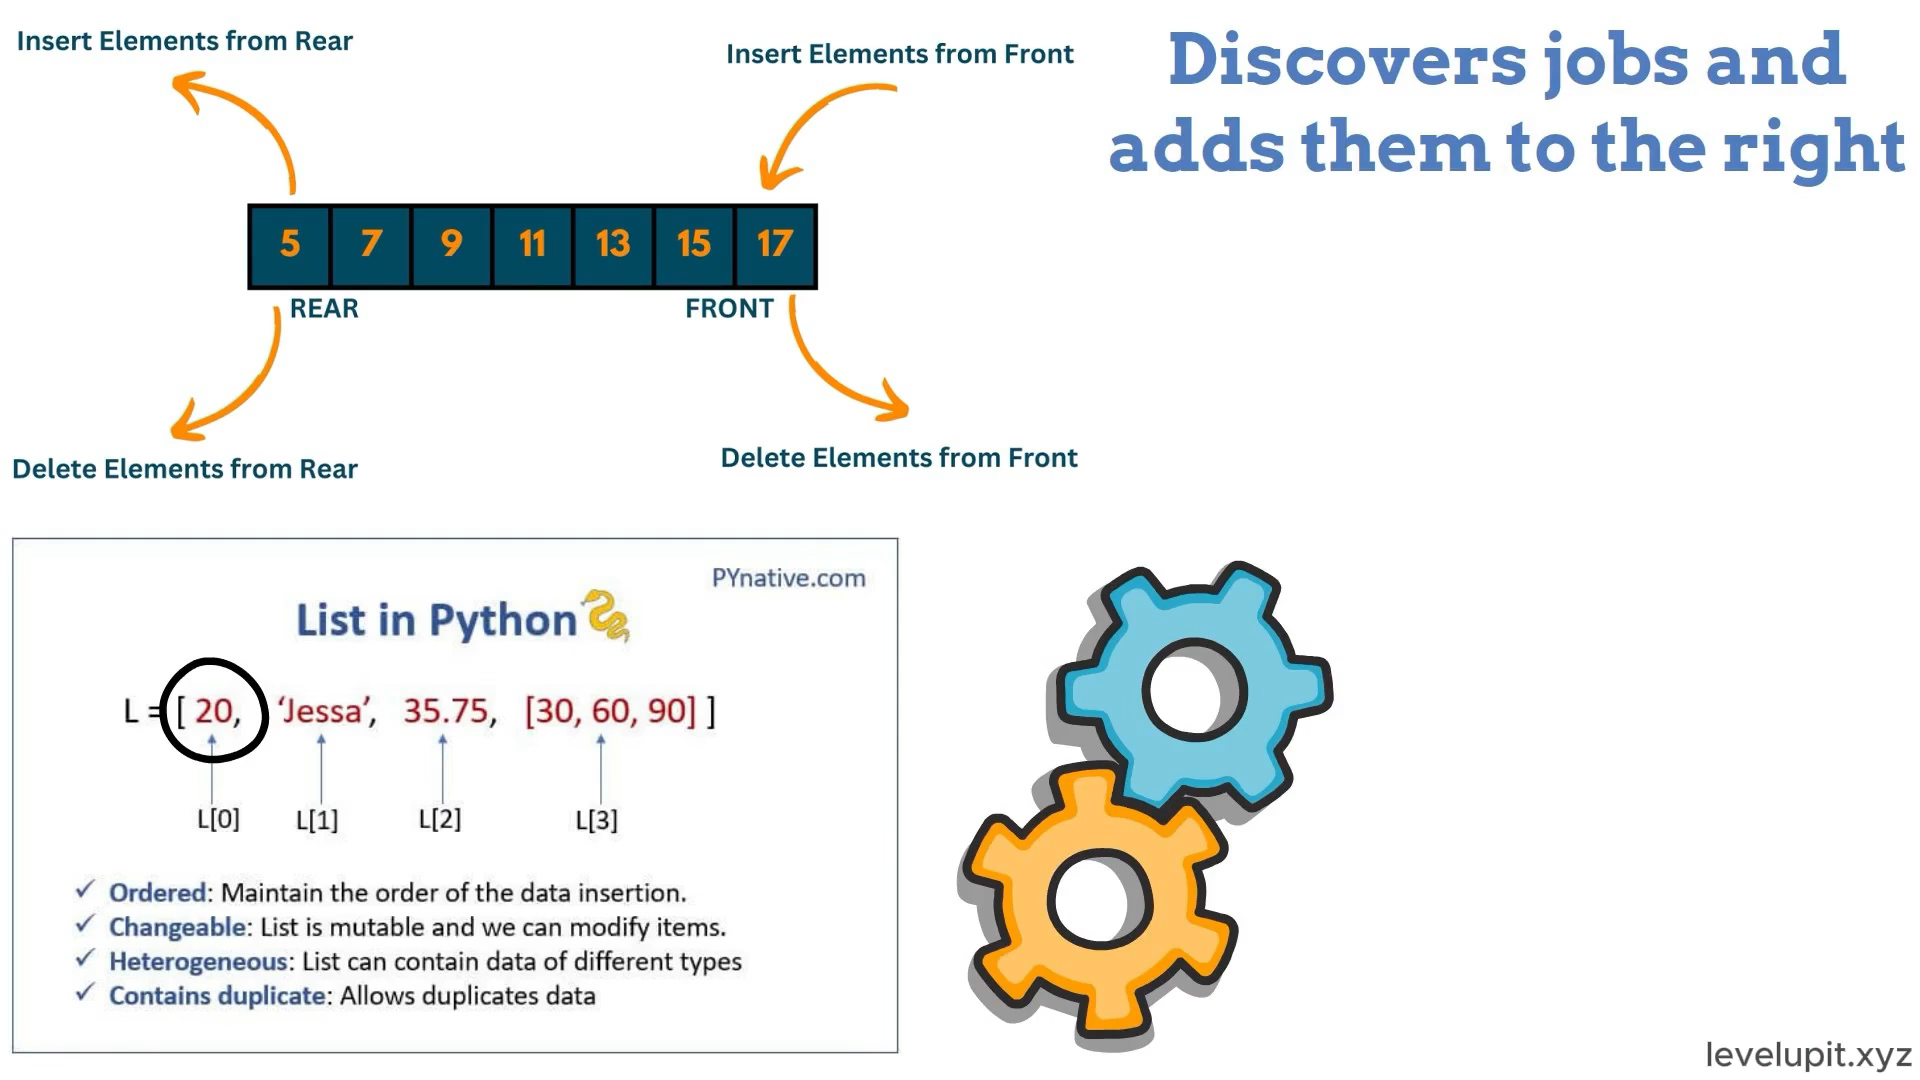 Insert Elements from Rear
Insert Elements from Front
Discovers jobs and
adds them to the right
5 7 9 11 13 15 17
REAR
FRONT
Delete Elements from Rear
Delete Elements from Front
PYnative.com
List in Python
L = [ 20, ‘Jessa’, 35.75, [30, 60, 90] ]
L[0] L[1] L[2] L[3]
✓ Ordered: Maintain the order of the data insertion.
✓ Changeable: List is mutable and we can modify items.
✓ Heterogeneous: List can contain data of different types
✓ Contains duplicate: Allows duplicates data
levelupit.xyz